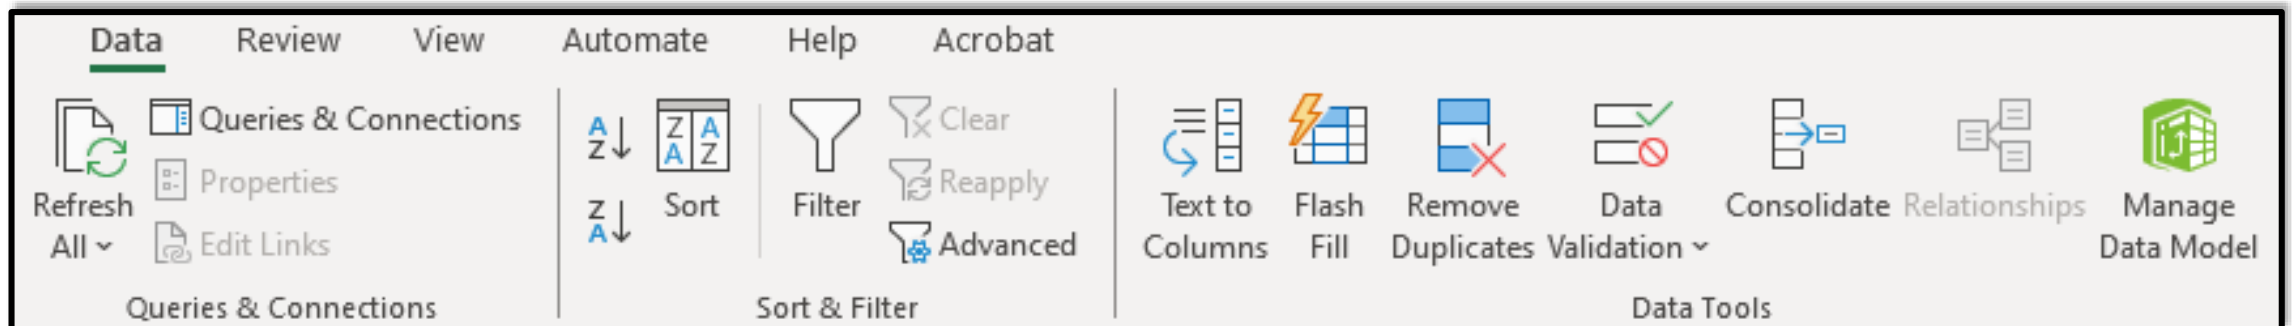 Data Review View Automate Help Acrobat
Queries & Connections
Properties
Edit Links
Refresh
All
Queries & Connections
A
Z
Z
A
Z A
A Z
Sort
Filter
Clear
Reapply
Advanced
Sort & Filter
Text to
Columns
Flash
Fill
Remove
Duplicates
Data
Validation
Consolidate
Relationships
Manage
Data Model
Data Tools